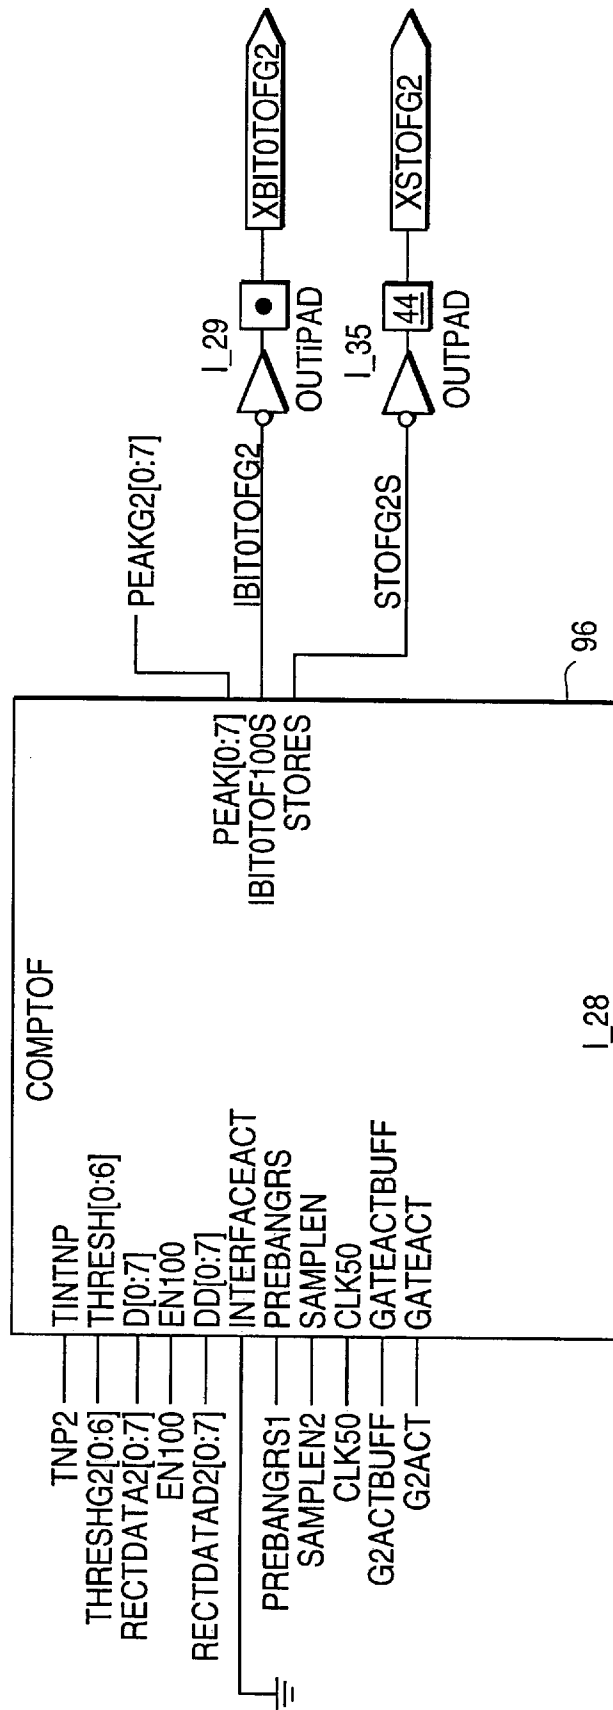 COMPTOF
TNP2
TINTNP
THRESHG2[0:6]
THRESH[0:6]
RECTDATA2[0:7]
D[0:7]
EN100
EN100
RECTDATAD2[0:7]
DD[0:7]
INTERFACEACT
PREBANGRS1
PREBANGRS
SAMPLEN2
SAMPLEN
CLK50
CLK50
G2ACTBUFF
GATEACTBUFF
G2ACT
GATEACT
PEAK[0:7]
IBIT0TOF100S
STORES
I_28
96
PEAKG2[0:7]
IBIT0TOFG2
I_29
OUTiPAD
XBIT0TOFG2
STOFG2S
I_35
44
OUTPAD
XSTOFG2